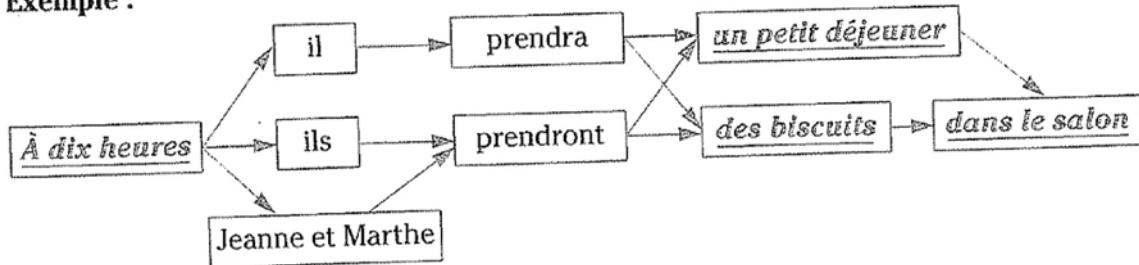 Exemple :
il prendra un petit déjeuner
À dix heures ils prendront des biscuits dans le salon
Jeanne et Marthe